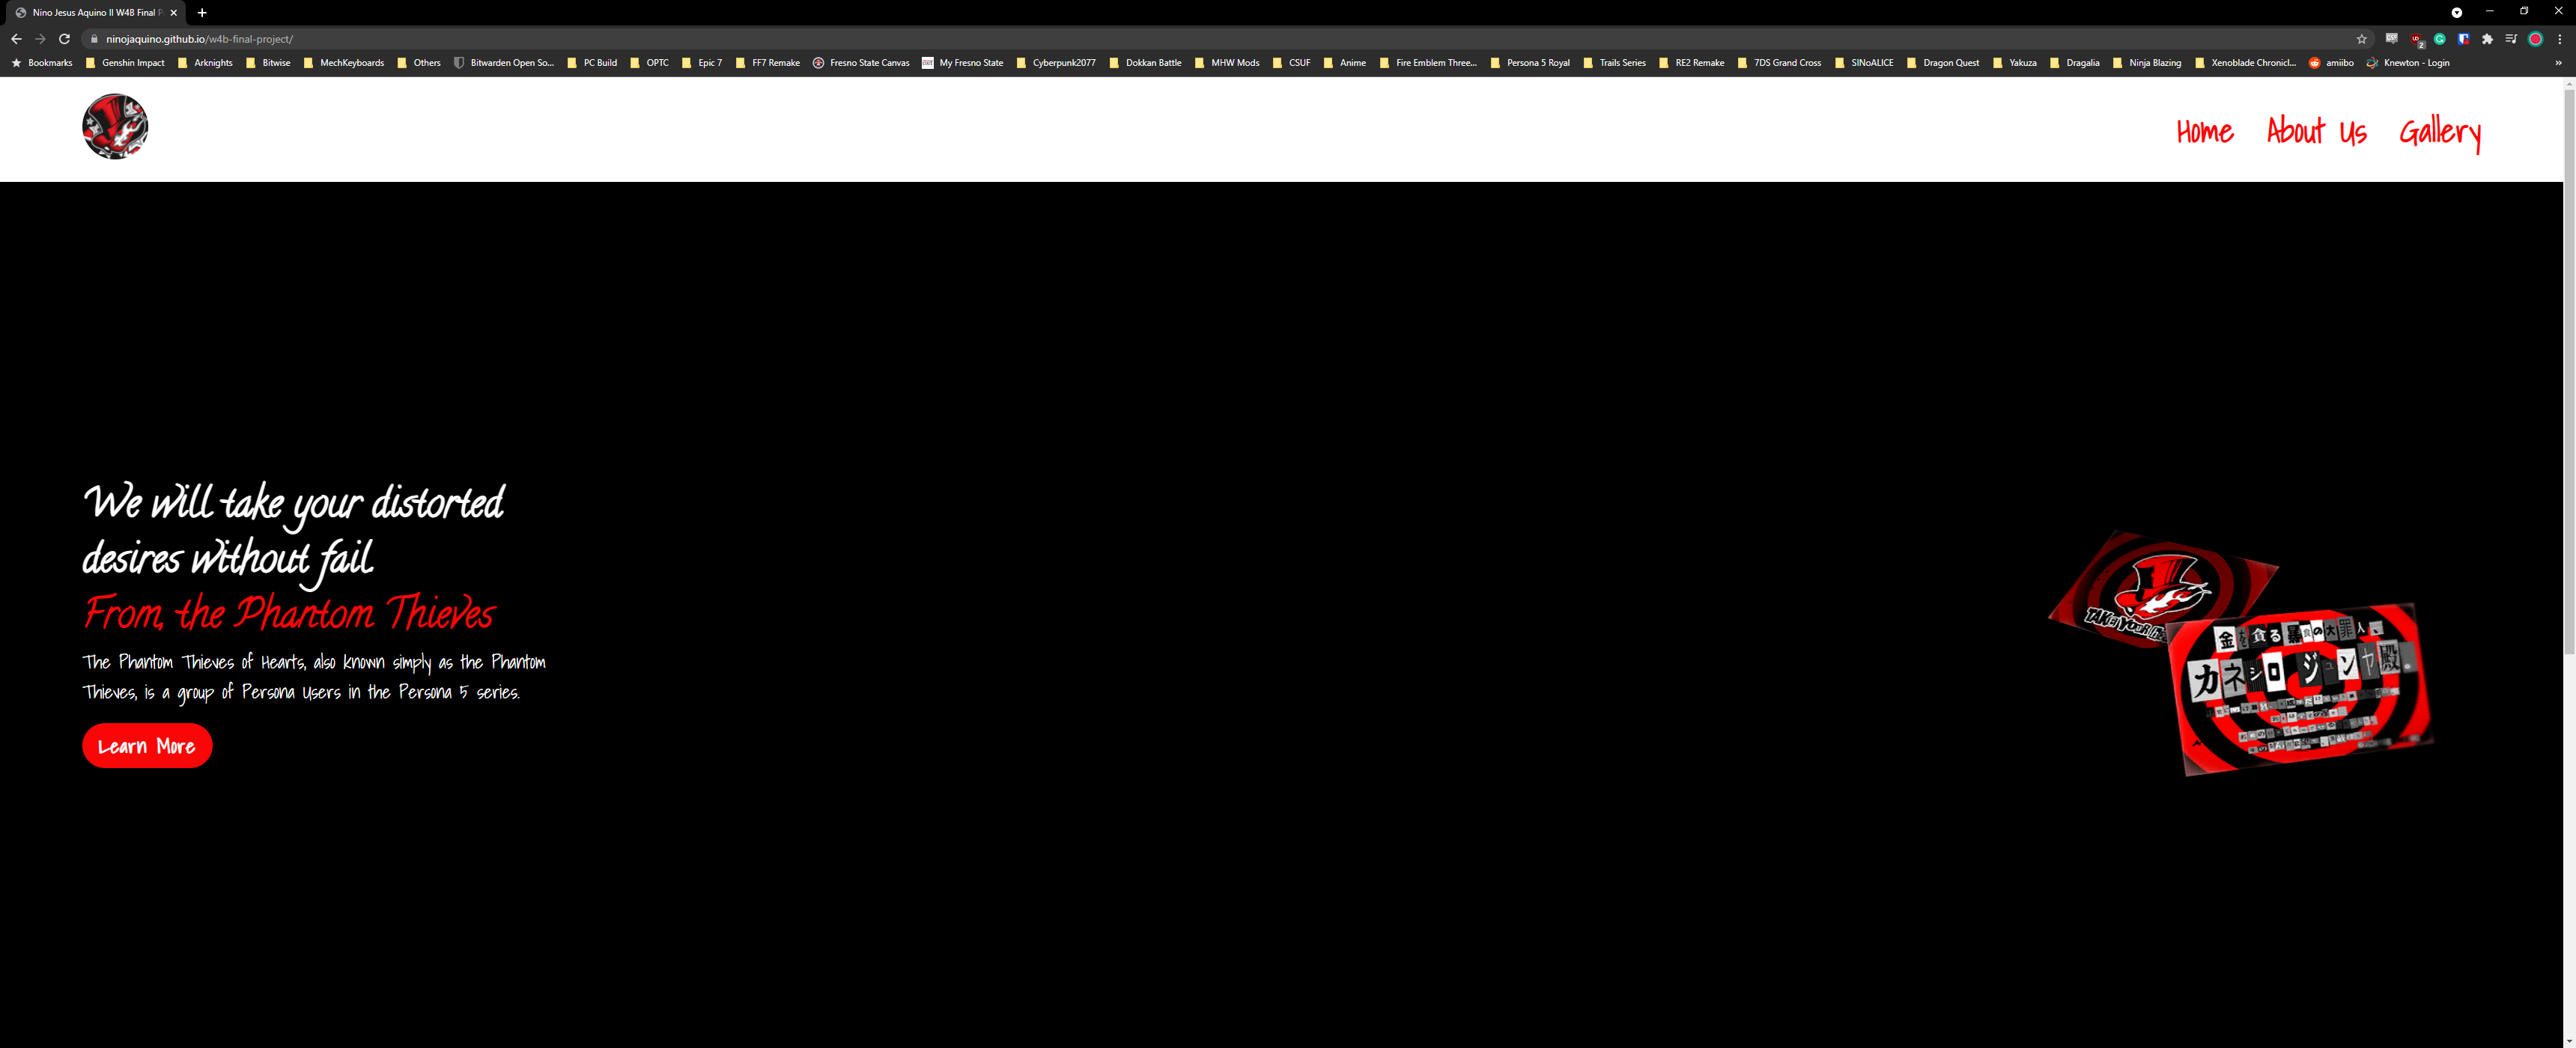 Nino Jesus Aquino II W4B Final P
ninojaquino.github.io/w4b-final-project/
Bookmarks Genshin Impact Arknights Bitwise MechKeyboards Others Bitwarden Open So... PC Build OPTC Epic 7 FF7 Remake Fresno State Canvas My Fresno State Cyberpunk2077 Dokkan Battle MHW Mods CSUF Anime Fire Emblem Three... Persona 5 Royal Trails Series RE2 Remake 7DS Grand Cross SINoALICE Dragon Quest Yakuza Dragalia Ninja Blazing Xenoblade Chronicl... amiibo Knewton - Login »
Home About Us Gallery
We will take your distorted
desires without fail.
From, the Phantom Thieves
The Phantom Thieves of Hearts, also known simply as the Phantom
Thieves, is a group of Persona Users in the Persona 5 series.
Learn More
TAKE YOUR
金を貪る暴食の大罪人、
カネシロジュンヤ殿。